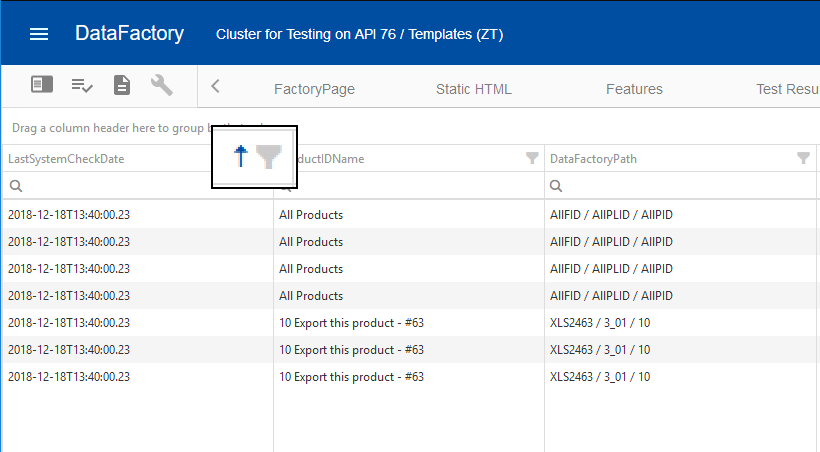 DataFactory
Cluster for Testing on API 76 / Templates (ZT)
FactoryPage Static HTML Features Test Resu
Drag a column header here to group
LastSystemCheckDate ductIDName DataFactoryPath
2018-12-18T13:40:00.23 All Products AllFID / AllPLID / AllPID
2018-12-18T13:40:00.23 All Products AllFID / AllPLID / AllPID
2018-12-18T13:40:00.23 All Products AllFID / AllPLID / AllPID
2018-12-18T13:40:00.23 All Products AllFID / AllPLID / AllPID
2018-12-18T13:40:00.23 10 Export this product - #63 XLS2463 / 3_01 / 10
2018-12-18T13:40:00.23 10 Export this product - #63 XLS2463 / 3_01 / 10
2018-12-18T13:40:00.23 10 Export this product - #63 XLS2463 / 3_01 / 10